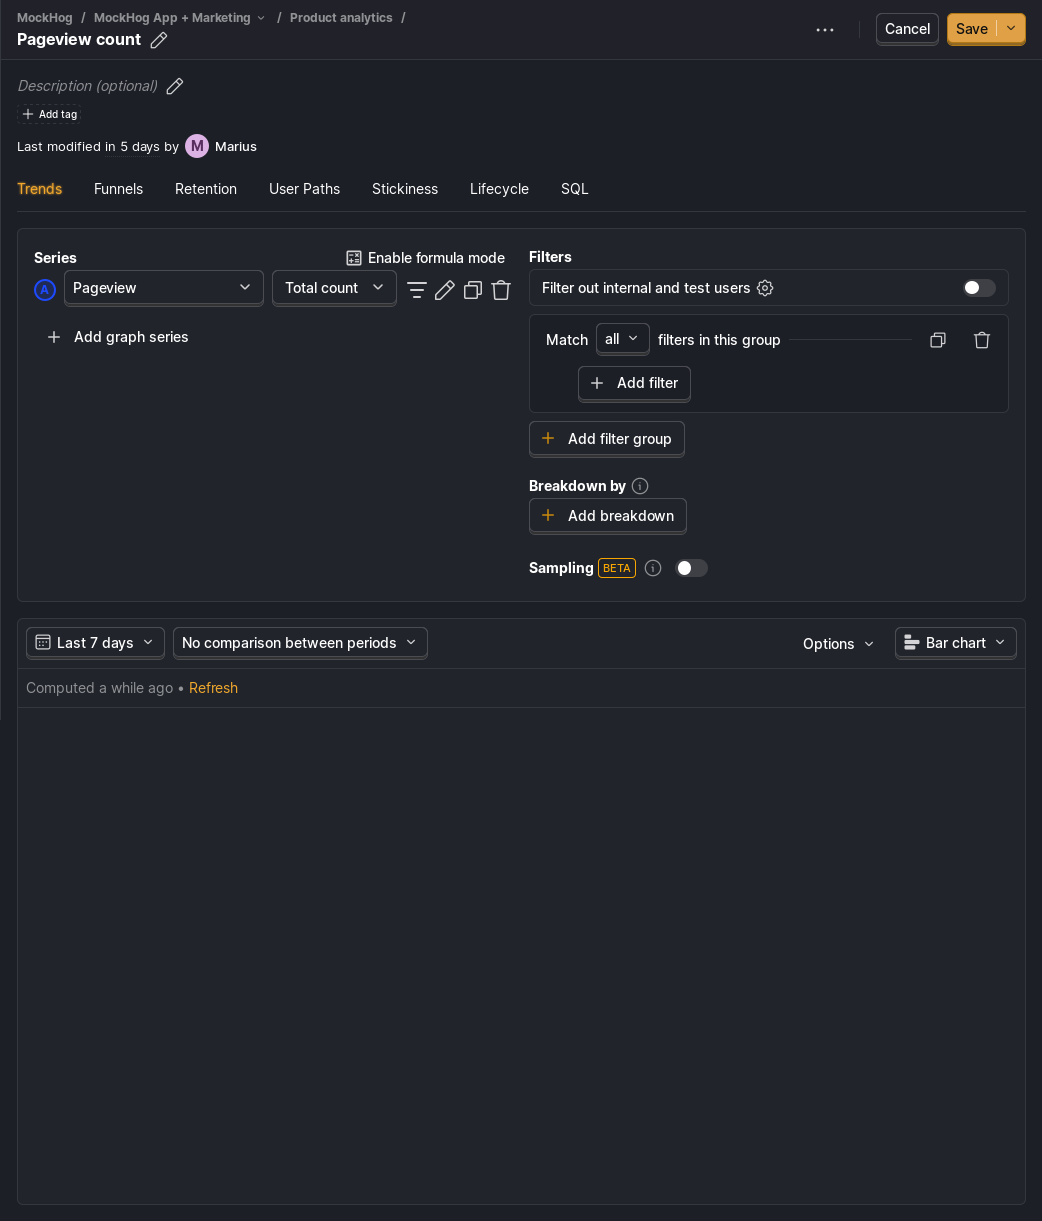 MockHog / MockHog App + Marketing / Product analytics /
Pageview count
Cancel
Save
Description (optional)
Add tag
Last modified in 5 days by M Marius
Trends Funnels Retention User Paths Stickiness Lifecycle SQL
Series
Enable formula mode
A Pageview Total count
Add graph series
Filters
Filter out internal and test users
Match all filters in this group
Add filter
Add filter group
Breakdown by
Add breakdown
Sampling BETA
Last 7 days No comparison between periods Options Bar chart
Computed a while ago • Refresh